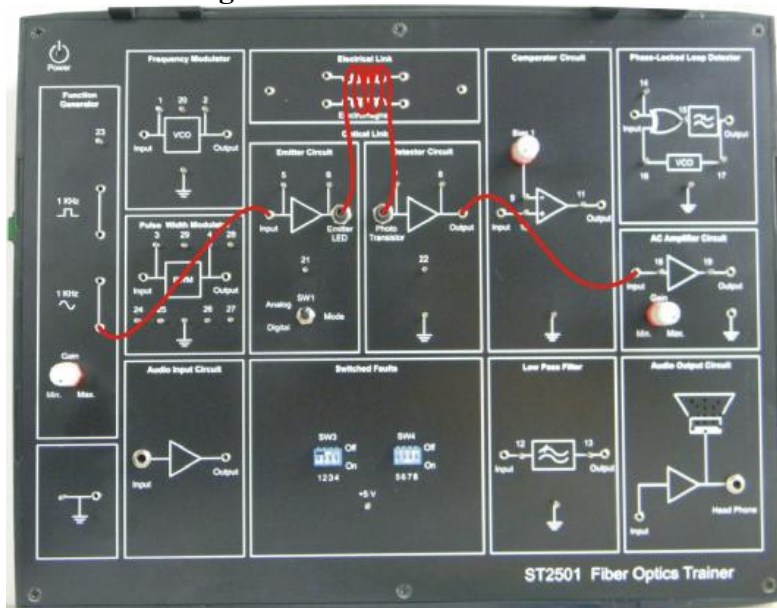 Power
Function
Generator
23
1 KHz
1 KHz
Gain
Min. Max.
Frequency Modulator
1 20 2
VCO
Input Output
Pulse Width Modulator
3 29 4 28
Input Output
24 25 26 27
Audio Input Circuit
Input Output
Electrical Link
Optical Link
Emitter Circuit
5 6
Input
Emitter
LED
21
Analog
SW1
Mode
Digital
Detector Circuit
8
Photo
Transistor
Output
22
Switched Faults
SW3 SW4
Off Off
On On
1234 5678
+5 V
Comparator Circuit
Bias 1
9
11
Input Output
Low Pass Filter
12 13
Input Output
Phase-Locked Loop Detector
14
15
Input Output
VCO
16 17
AC Amplifier Circuit
18 19
Input Output
Gain
Min. Max.
Audio Output Circuit
Input
Head Phone
ST2501 Fiber Optics Trainer